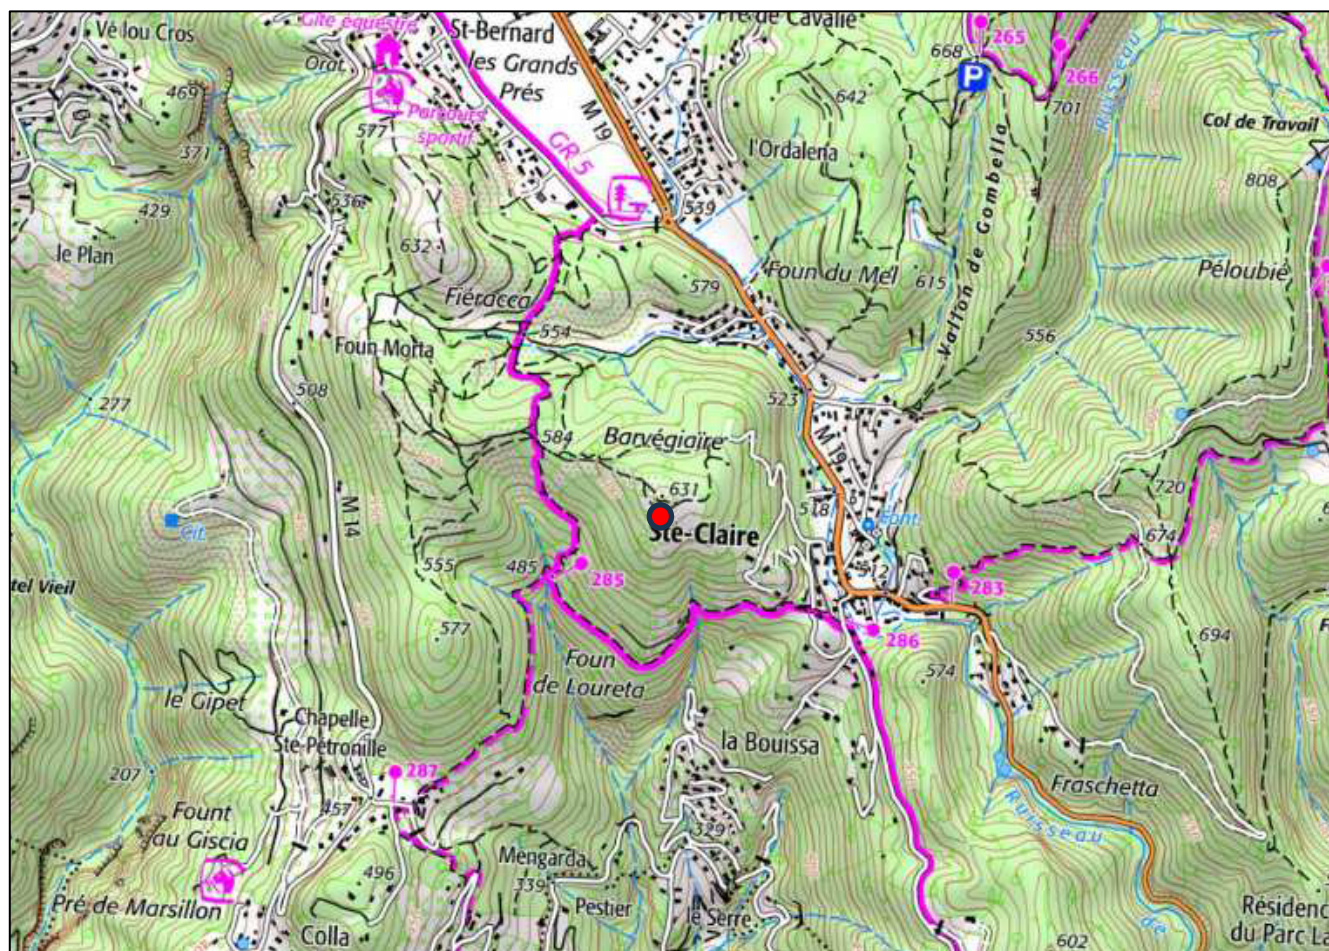 Vé lou Cros
Gîte équestre
St-Bernard
les Grands
Prés
Pré de Cavalié
265
668
P
266
Orat.
469
577
Parcours
sportif
M 19
642
701
Ruisseau
Col de Travail
371
GR 5
l'Ordalena
808
429
536
539
le Plan
632
Foun du Mel
615
Vallon de Gombella
Péloubié
Fiéracca
579
554
556
Foun Morta
277
508
523
584
Barvégiaire
M 19
631
720
M 14
518
Font.
Cit.
Ste-Claire
674
555
485
285
512
283
tel Vieil
577
286
694
Foun
de Loureta
574
le Gipet
Chapelle
Ste-Pétronille
la Bouissa
207
287
Fraschetta
Fount
au Giscia
457
329
Ruisseau
Mengarda
496
339
Pré de Marsillon
Pestier
le Serre
de
Résidenc
du Parc La
Colla
602